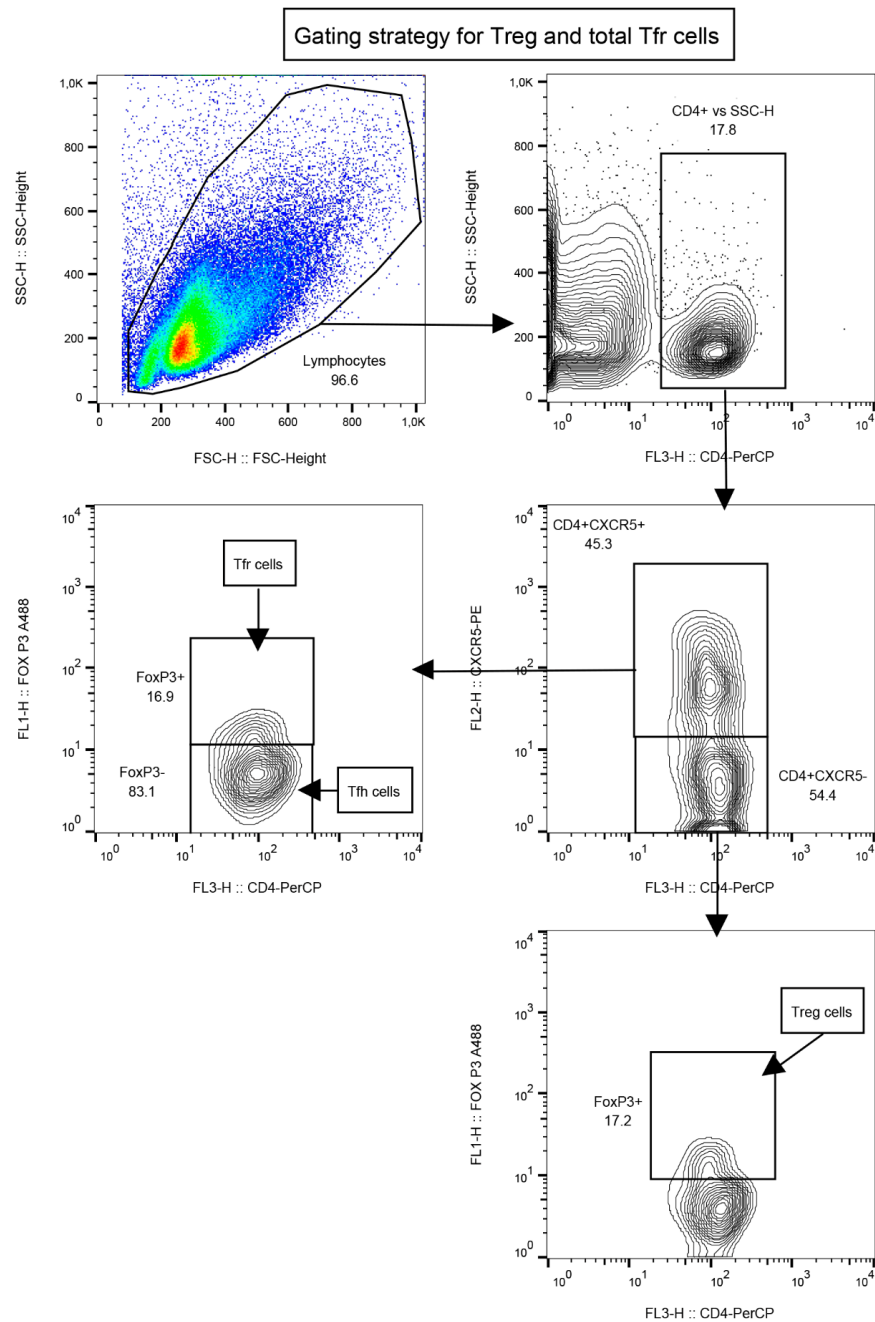 Gating strategy for Treg and total Tfr cells
1,0K
800
600
400
200
0
SSC-H :: SSC-Height
Lymphocytes
96.6
0
200
400
600
800
1,0K
FSC-H :: FSC-Height
1,0K
800
600
400
200
0
SSC-H :: SSC-Height
CD4+ vs SSC-H
17.8
10^0
10^1
10^2
10^3
10^4
FL3-H :: CD4-PerCP
10^4
10^3
10^2
10^1
10^0
FL1-H :: FOX P3 A488
Tfr cells
FoxP3+
16.9
FoxP3-
83.1
Tfh cells
10^0
10^1
10^2
10^3
10^4
FL3-H :: CD4-PerCP
10^4
10^3
10^2
10^1
10^0
FL2-H :: CXCR5-PE
CD4+CXCR5+
45.3
CD4+CXCR5-
54.4
10^0
10^1
10^2
10^3
10^4
FL3-H :: CD4-PerCP
10^4
10^3
10^2
10^1
10^0
FL1-H :: FOX P3 A488
Treg cells
FoxP3+
17.2
10^0
10^1
10^2
10^3
10^4
FL3-H :: CD4-PerCP